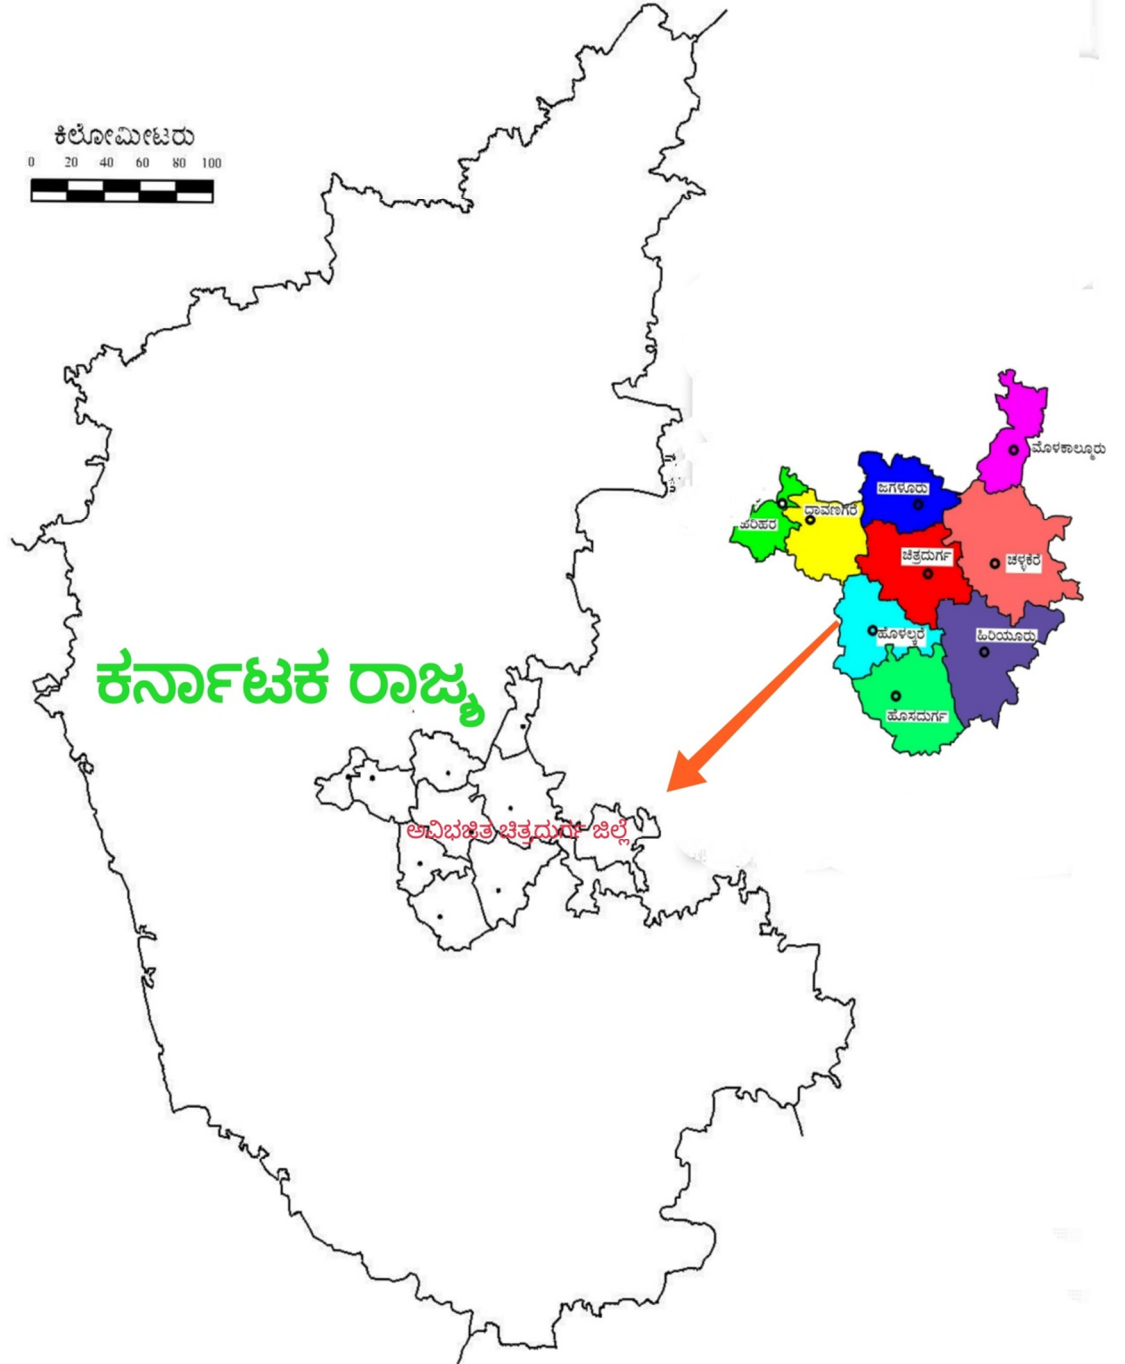 ಕಿಲೋಮೀಟರು
0 20 40 60 80 100
ಮೊಳಕಾಲ್ಮೂರು
ಜಗಳೂರು
ದಾವಣಗೆರೆ
ಹರಿಹರ
ಚಿತ್ರದುರ್ಗ
ಚಳ್ಳಕೆರೆ
ಹೊಳಲ್ಕೆರೆ
ಹಿರಿಯೂರು
ಹೊಸದುರ್ಗ
ಕರ್ನಾಟಕ ರಾಜ್ಯ
ಅವಿಭಜಿತ ಚಿತ್ರದುರ್ಗ ಜಿಲ್ಲೆ